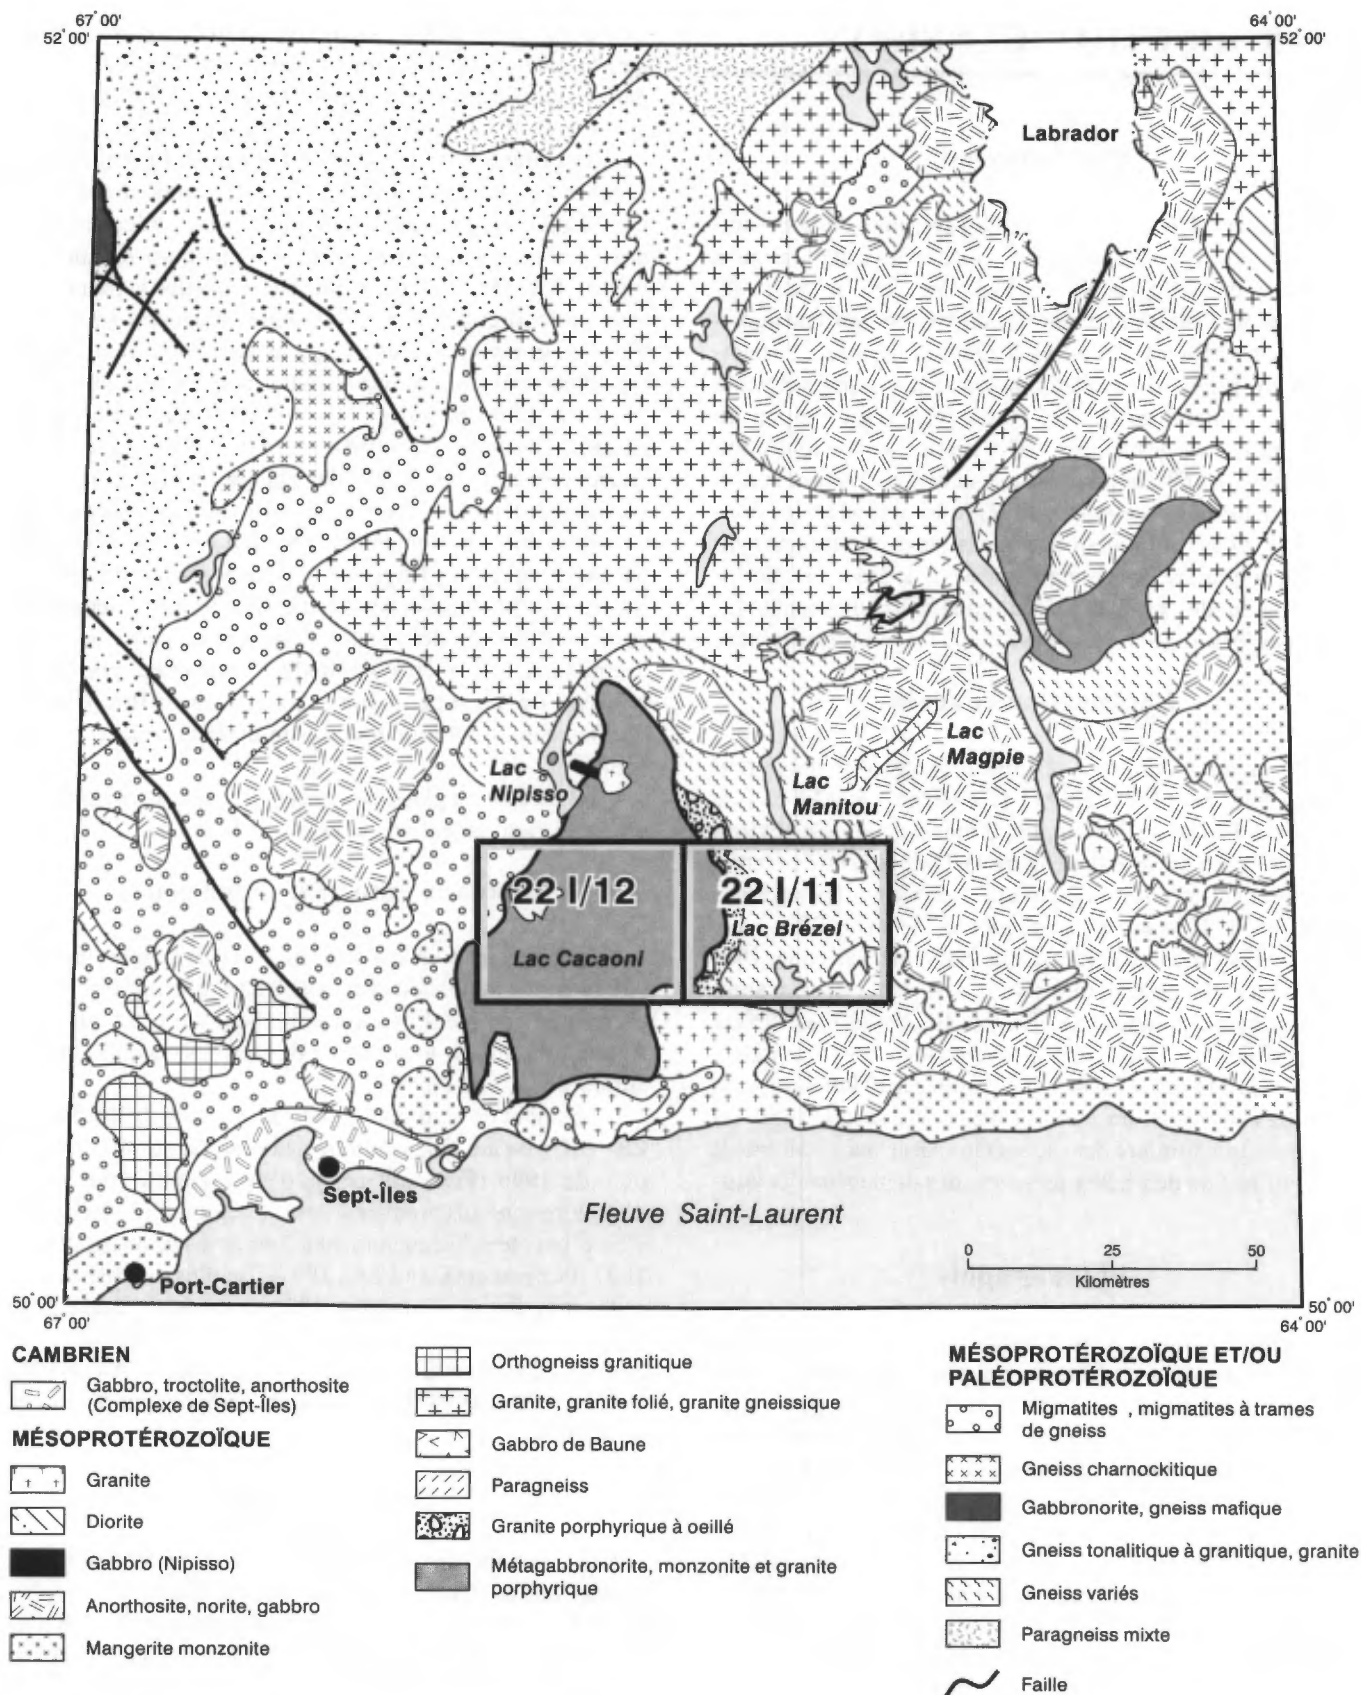 67°00'
64°00'
52°00'
52°00'
Labrador
Lac
Nipisso
Lac
Manitou
Lac
Magpie
22 I/12
22 I/11
Lac Brézel
Lac Cacaoni
Sept-Îles
Fleuve Saint-Laurent
Port-Cartier
0 25 50
Kilomètres
50°00'
50°00'
67°00'
64°00'
CAMBRIEN
Gabbro, troctolite, anorthosite
(Complexe de Sept-Îles)
MÉSOPROTÉROZOÏQUE
Granite
Diorite
Gabbro (Nipisso)
Anorthosite, norite, gabbro
Mangerite monzonite
Orthogneiss granitique
Granite, granite folié, granite gneissique
Gabbro de Baune
Paragneiss
Granite porphyrique à oeillé
Métagabbronorite, monzonite et granite
porphyrique
MÉSOPROTÉROZOÏQUE ET/OU
PALÉOPROTÉROZOÏQUE
Migmatites , migmatites à trames
de gneiss
Gneiss charnockitique
Gabbronorite, gneiss mafique
Gneiss tonalitique à granitique, granite
Gneiss variés
Paragneiss mixte
Faille